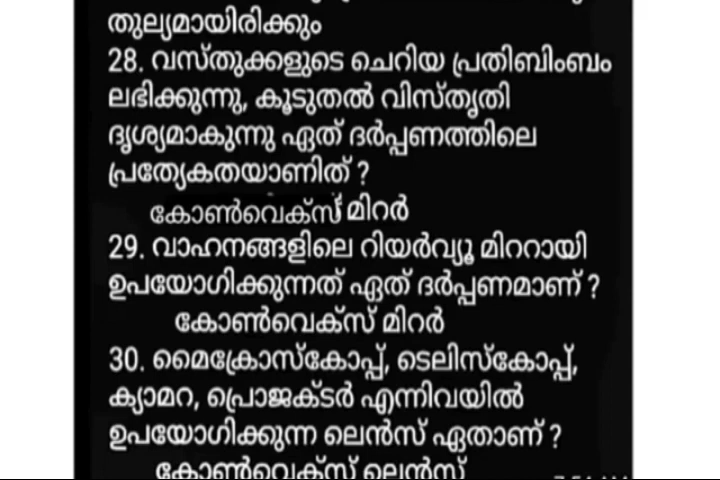 തുല്യമായിരിക്കും
28. വസ്തുക്കളുടെ ചെറിയ പ്രതിബിംബം
ലഭിക്കുന്നു, കൂടുതൽ വിസ്തൃതി
ദൃശ്യമാകുന്നു ഏത് ദർപ്പണത്തിലെ
പ്രത്യേകതയാണിത് ?
കോൺവെക്സ് മിറർ
29. വാഹനങ്ങളിലെ റിയർവ്യൂ മിററായി
ഉപയോഗിക്കുന്നത് ഏത് ദർപ്പണമാണ് ?
കോൺവെക്സ് മിറർ
30. മൈക്രോസ്കോപ്പ്, ടെലിസ്കോപ്പ്,
ക്യാമറ, പ്രൊജക്ടർ എന്നിവയിൽ
ഉപയോഗിക്കുന്ന ലെൻസ് ഏതാണ് ?
കോൺവെക്സ് ലെൻസ്